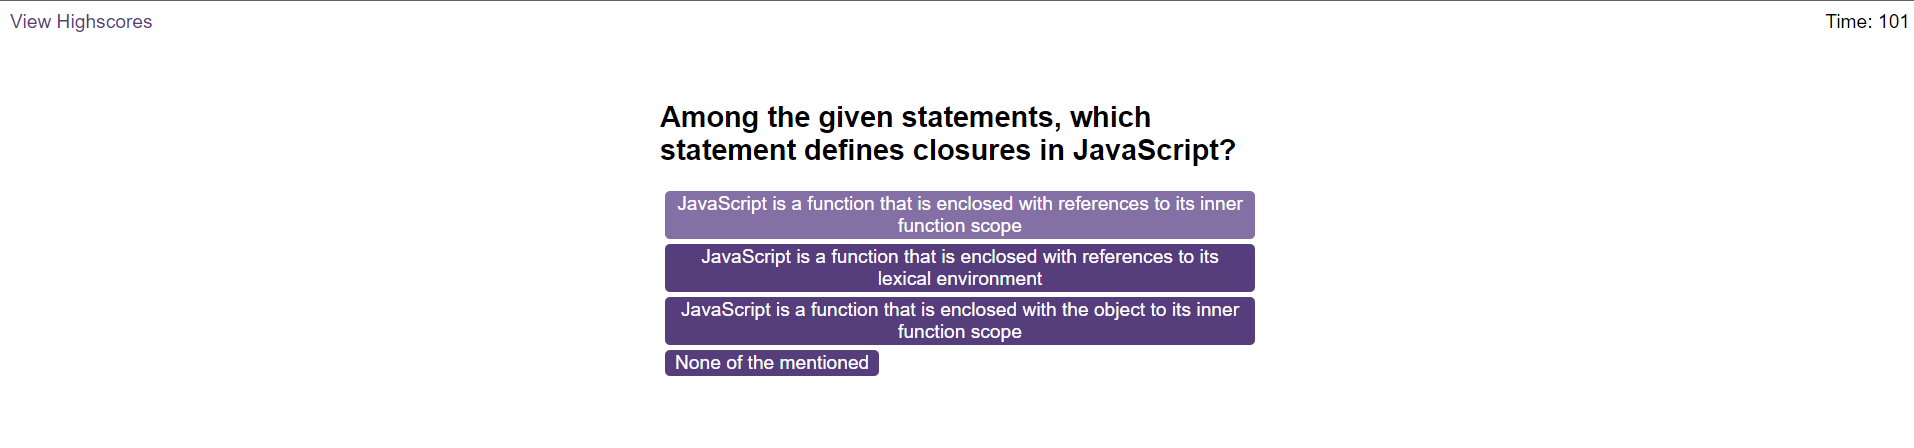 View Highscores
Time: 101
Among the given statements, which
statement defines closures in JavaScript?
JavaScript is a function that is enclosed with references to its inner
function scope
JavaScript is a function that is enclosed with references to its
lexical environment
JavaScript is a function that is enclosed with the object to its inner
function scope
None of the mentioned